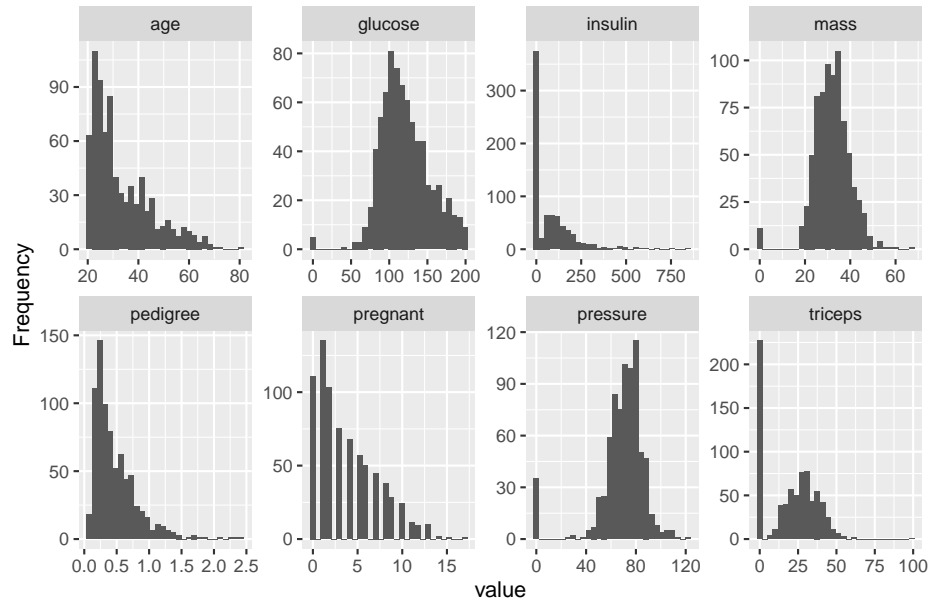 age
glucose
insulin
mass
90
60
30
0
20 40 60 80
80
60
40
20
0
0 50 100 150 200
300
200
100
0
0 250 500 750
100
75
50
25
0
0 20 40 60
Frequency
pedigree
pregnant
pressure
triceps
150
100
50
0
0.0 0.5 1.0 1.5 2.0 2.5
100
50
0
0 5 10 15
120
90
60
30
0
0 40 80 120
200
150
100
50
0
0 25 50 75 100
value